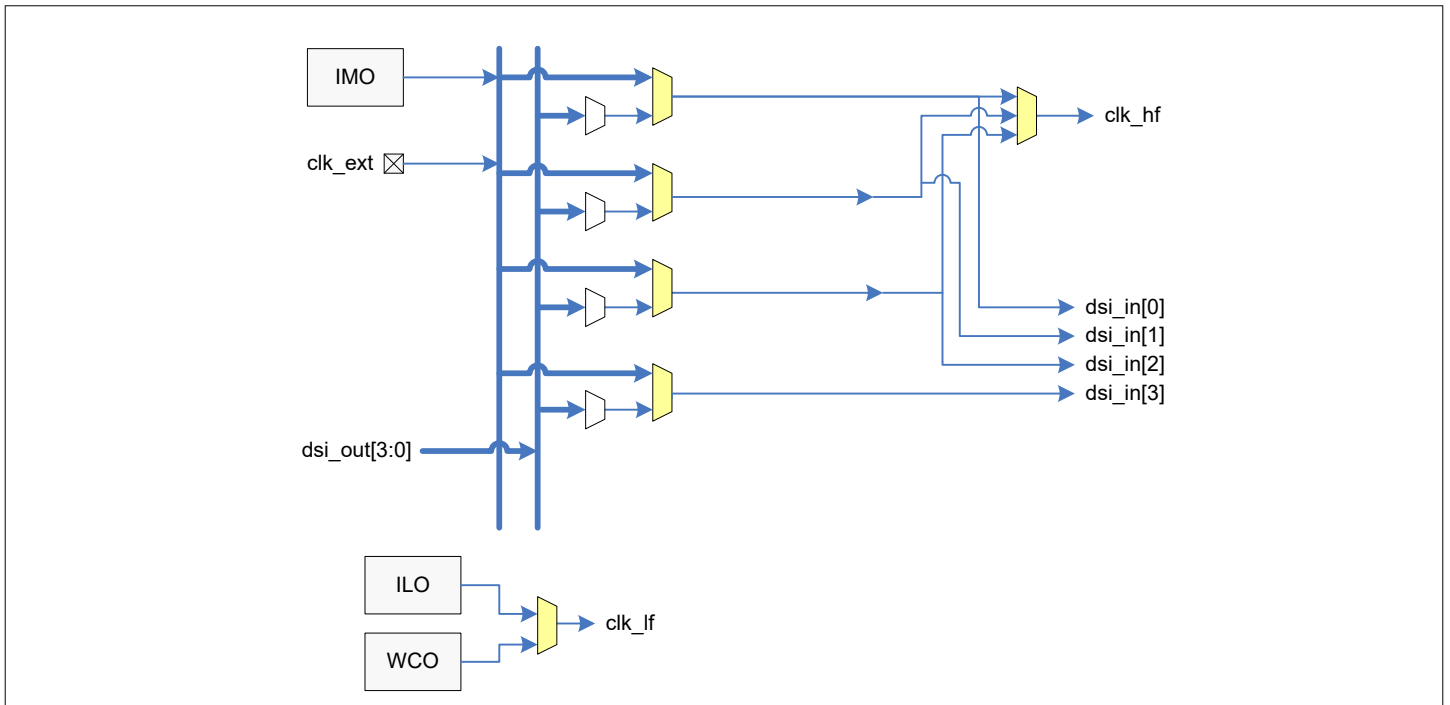 IMO
clk_hf
clk_ext
dsi_in[0]
dsi_in[1]
dsi_in[2]
dsi_in[3]
dsi_out[3:0]
ILO
clk_lf
WCO